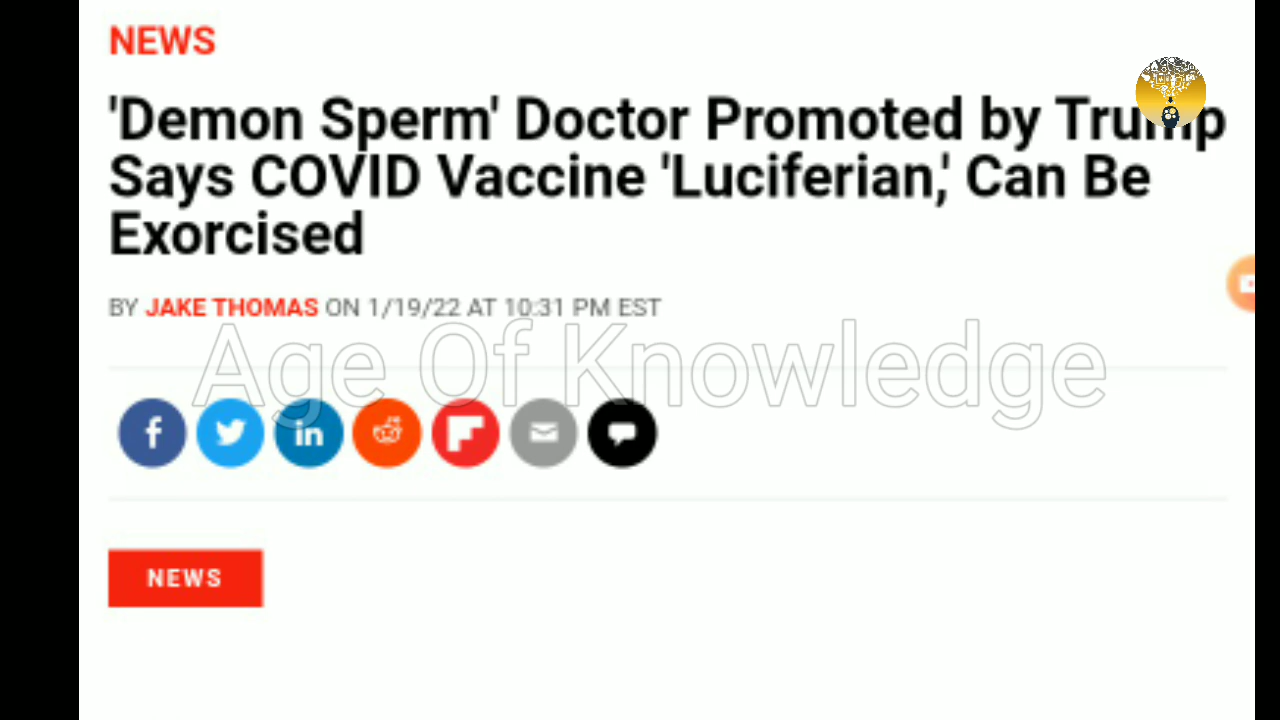 NEWS
'Demon Sperm' Doctor Promoted by Trump
Says COVID Vaccine 'Luciferian,' Can Be
Exorcised
BY JAKE THOMAS ON 1/19/22 AT 10:31 PM EST
Age Of Knowledge
NEWS